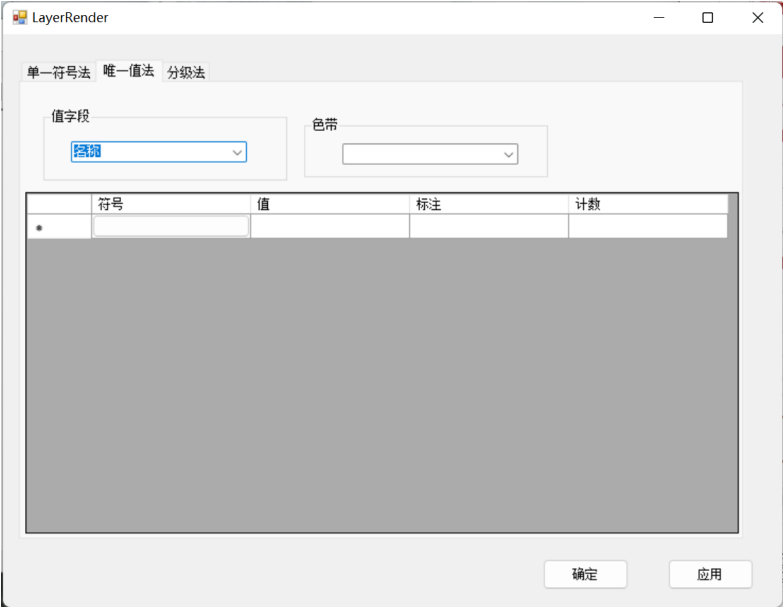 LayerRender
单一符号法 唯一值法 分级法
值字段 色带
名称
符号 值 标注 计数
确定 应用